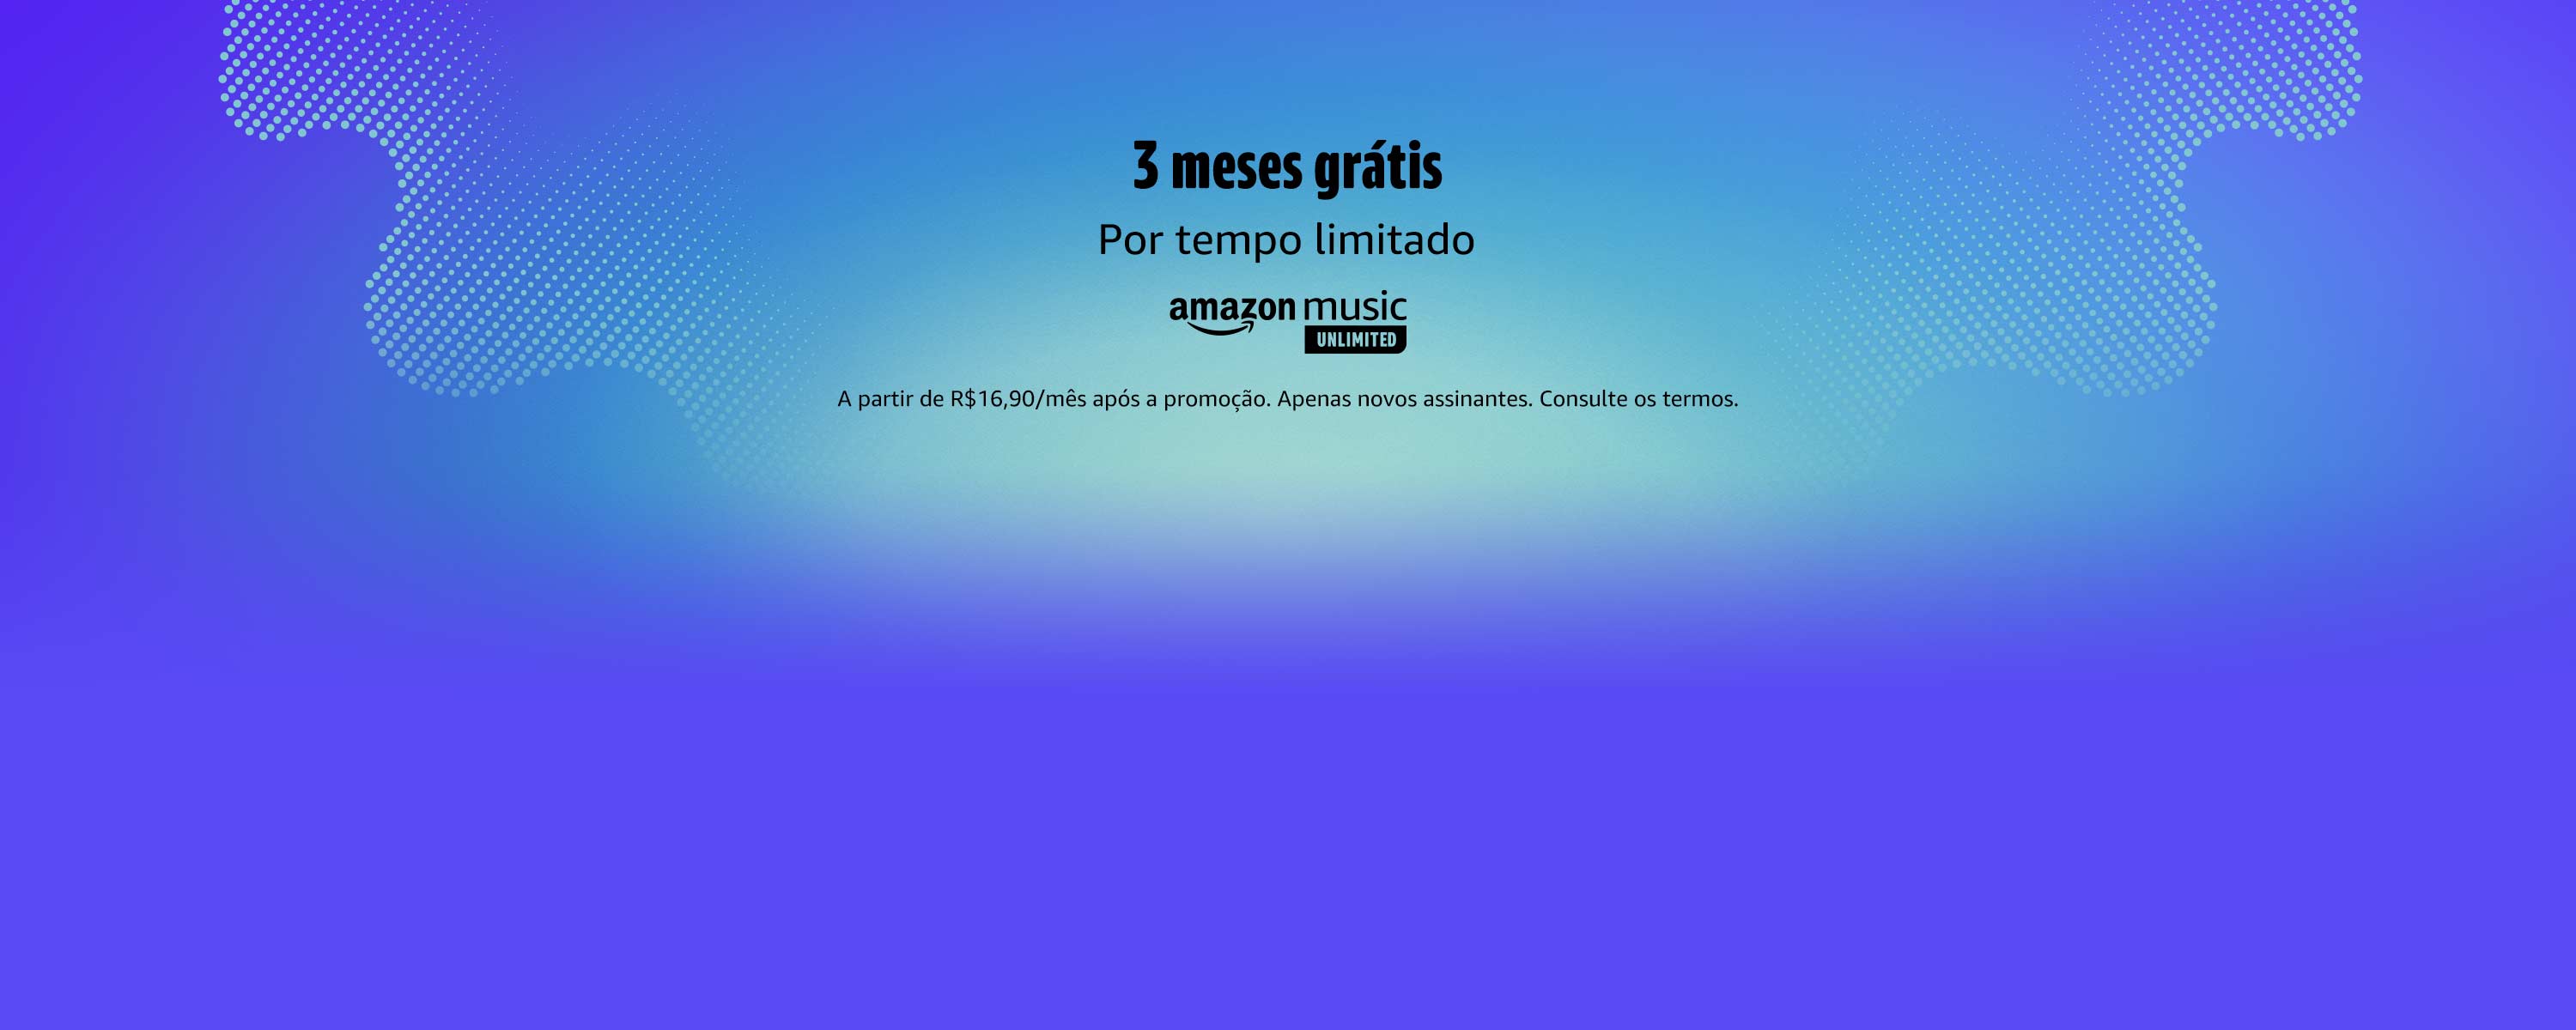 3 meses grátis
Por tempo limitado
amazon music
UNLIMITED
A partir de R$16,90/mês após a promoção. Apenas novos assinantes. Consulte os termos.